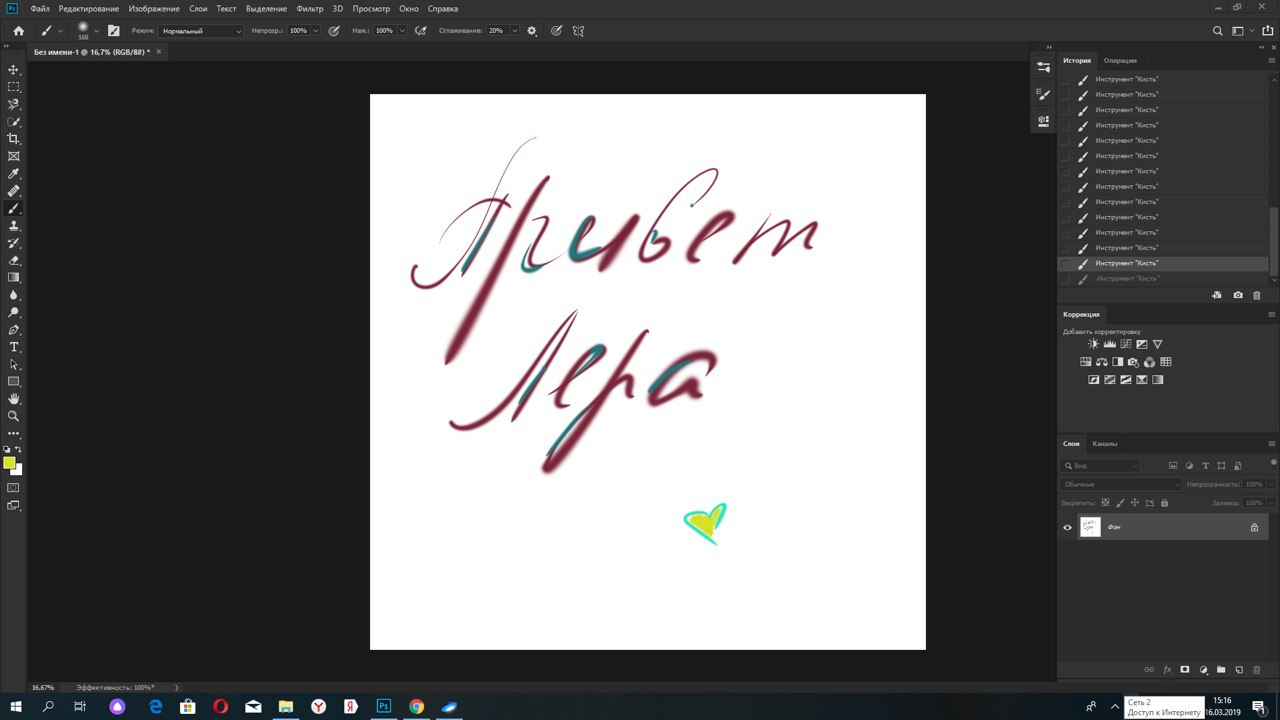 Файл Редактирование Изображение Слои Текст Выделение Фильтр 3D Просмотр Окно Справка
160 Режим: Нормальный Непрозр.: 100% Наж.: 100% Сглаживание: 20%
Без имени-1 @ 16,7% (RGB/8#) * ×
Привет
Лера
История Операции
Инструмент "Кисть"
Инструмент "Кисть"
Инструмент "Кисть"
Инструмент "Кисть"
Инструмент "Кисть"
Инструмент "Кисть"
Инструмент "Кисть"
Инструмент "Кисть"
Инструмент "Кисть"
Инструмент "Кисть"
Инструмент "Кисть"
Инструмент "Кисть"
Инструмент "Кисть"
Инструмент "Кисть"
Коррекция
Добавить корректировку
Слои Каналы
Вид
Обычные Непрозрачность: 100%
Закрепить: Заливка: 100%
Фон
16,67% Эффективность: 100%*
Сеть 2
Доступ к Интернету
15:16
16.03.2019